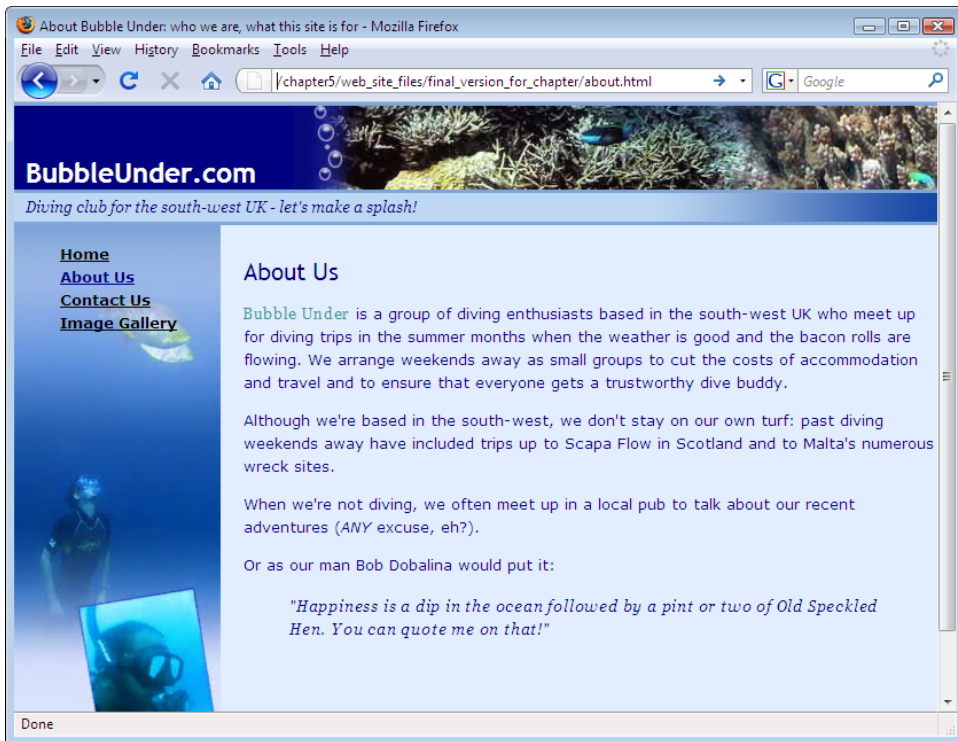 About Bubble Under: who we are, what this site is for - Mozilla Firefox
File Edit View History Bookmarks Tools Help
/chapter5/web_site_files/final_version_for_chapter/about.html
G Google
BubbleUnder.com
Diving club for the south-west UK - let's make a splash!
Home
About Us
Contact Us
Image Gallery
About Us
Bubble Under is a group of diving enthusiasts based in the south-west UK who meet up
for diving trips in the summer months when the weather is good and the bacon rolls are
flowing. We arrange weekends away as small groups to cut the costs of accommodation
and travel and to ensure that everyone gets a trustworthy dive buddy.
Although we're based in the south-west, we don't stay on our own turf: past diving
weekends away have included trips up to Scapa Flow in Scotland and to Malta's numerous
wreck sites.
When we're not diving, we often meet up in a local pub to talk about our recent
adventures (ANY excuse, eh?).
Or as our man Bob Dobalina would put it:
"Happiness is a dip in the ocean followed by a pint or two of Old Speckled
Hen. You can quote me on that!"
Done